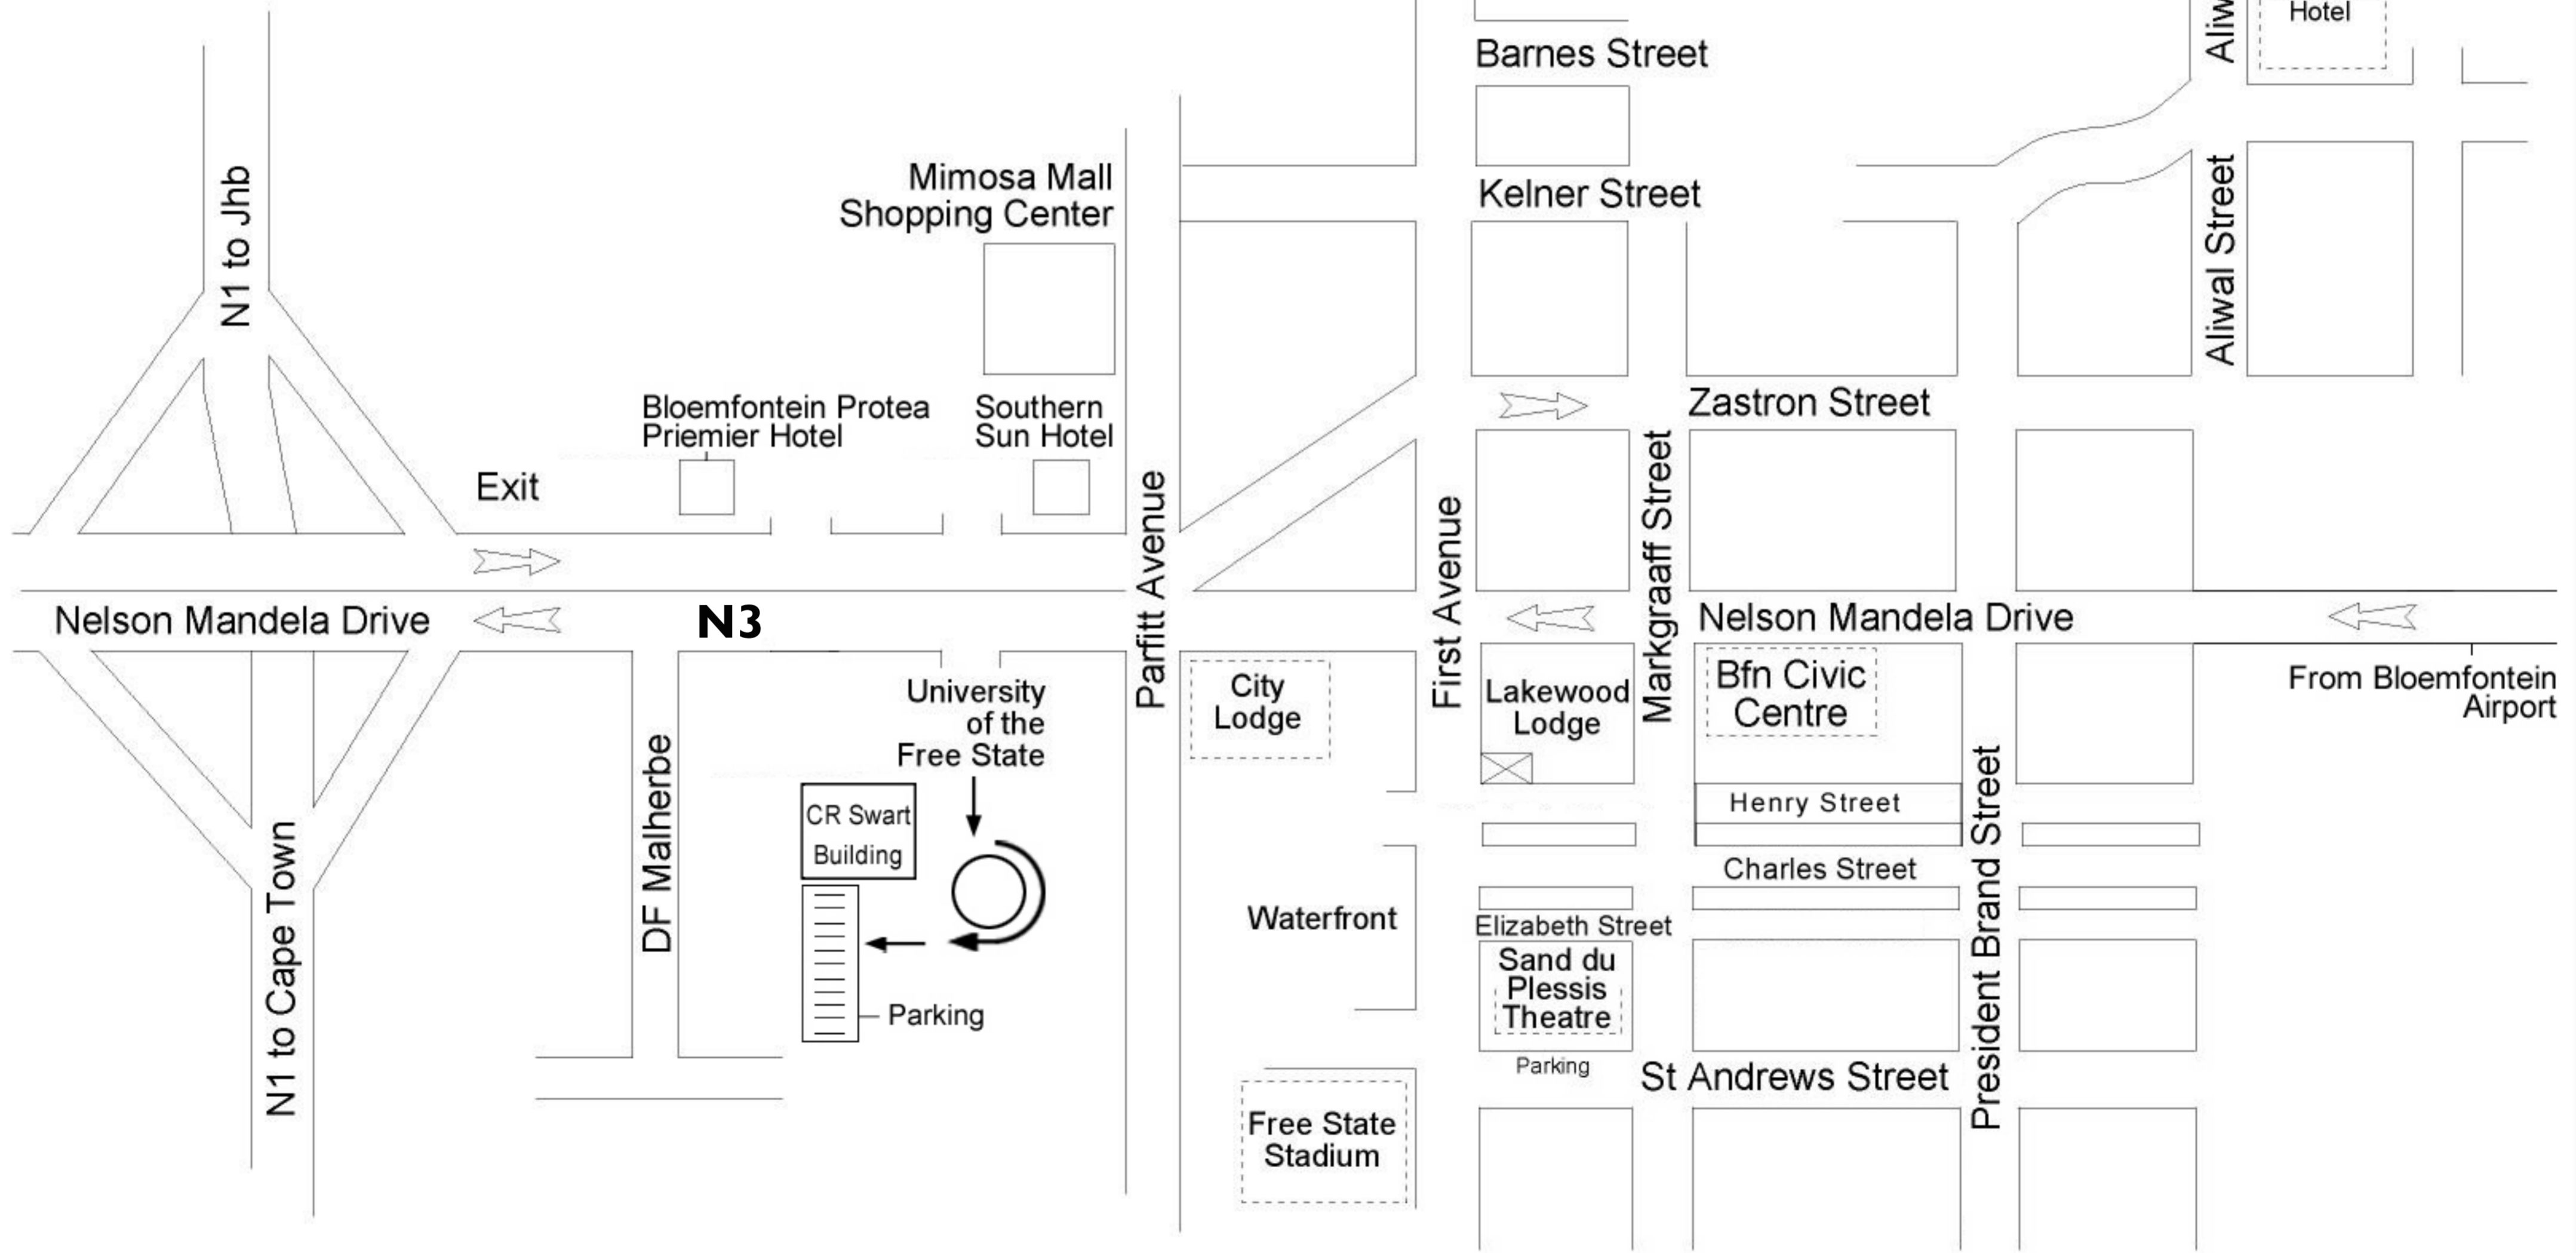 Hotel
Aliw
Barnes Street
N1 to Jhb
Mimosa Mall
Shopping Center
Kelner Street
Aliwal Street
Bloemfontein Protea
Priemier Hotel
Southern
Sun Hotel
Zastron Street
Exit
Parfitt Avenue
First Avenue
Markgraaff Street
Nelson Mandela Drive
N3
Nelson Mandela Drive
From Bloemfontein
Airport
University
of the
Free State
City
Lodge
Lakewood
Lodge
Bfn Civic
Centre
DF Malherbe
CR Swart
Building
Henry Street
President Brand Street
Charles Street
N1 to Cape Town
Waterfront
Elizabeth Street
Sand du
Plessis
Theatre
Parking
Parking
St Andrews Street
Free State
Stadium